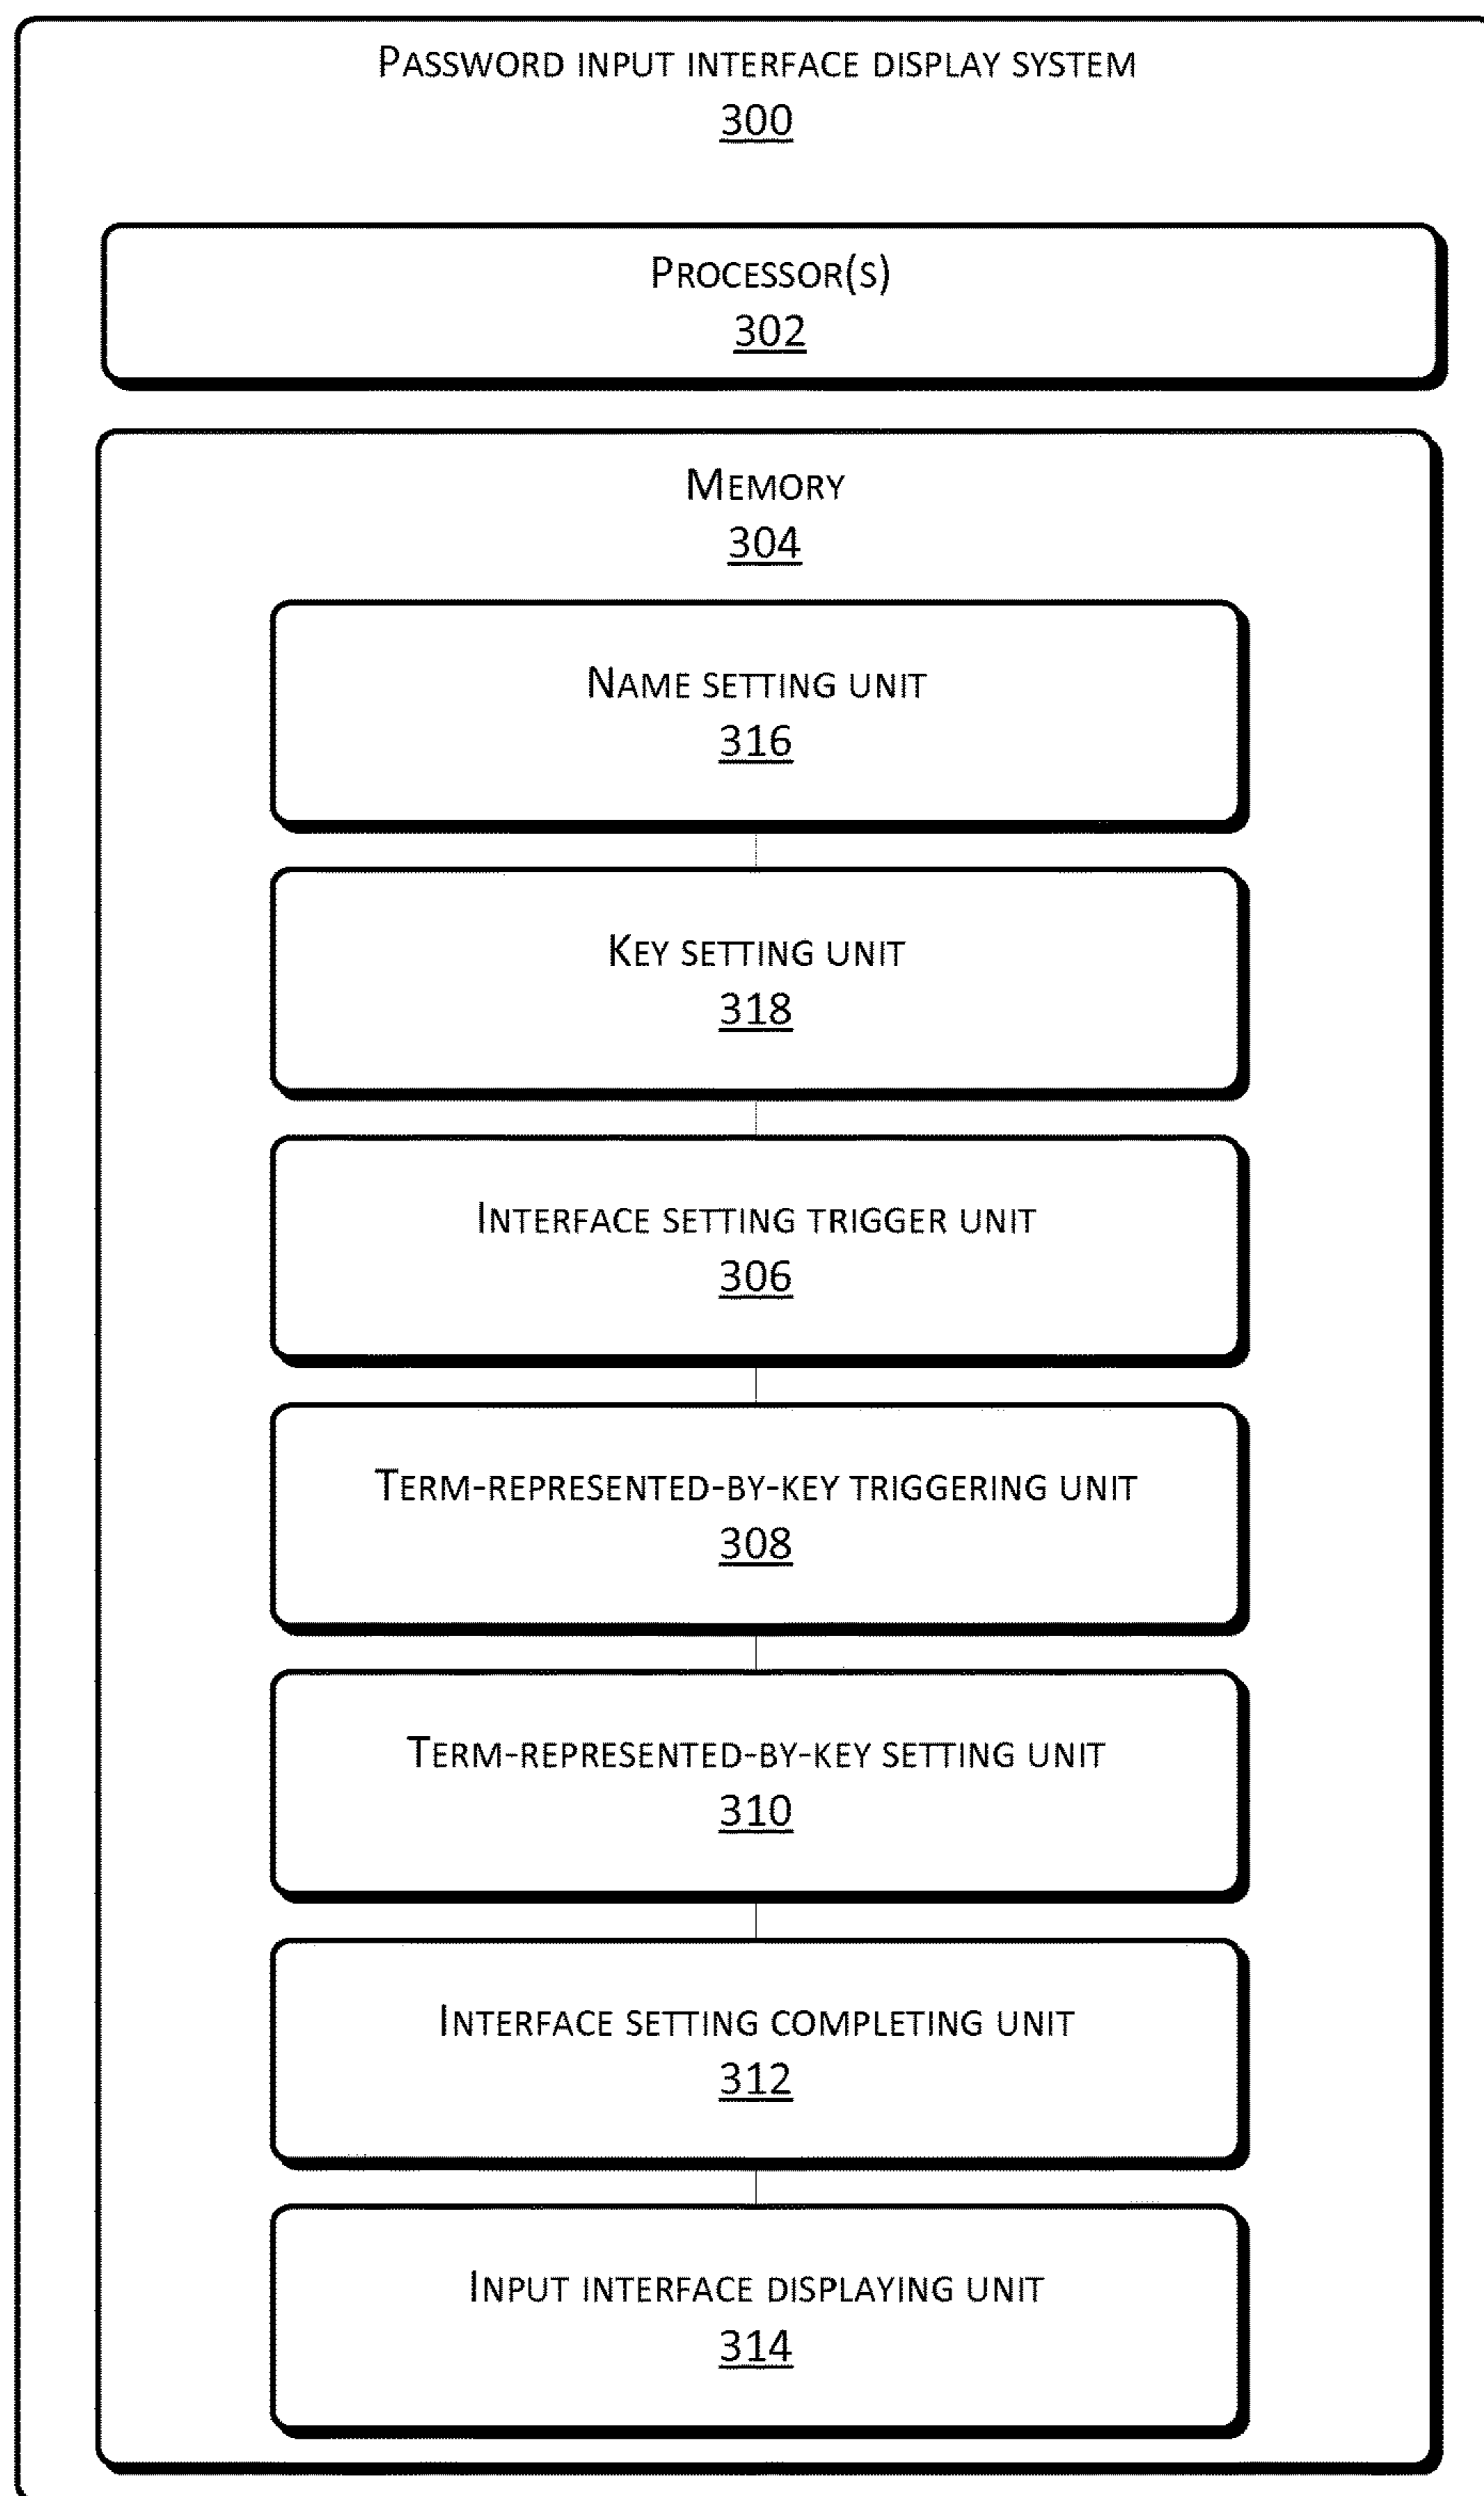 Password input interface display system
300
Processor(s)
302
Memory
304
Name setting unit
316
Key setting unit
318
Interface setting trigger unit
306
Term-represented-by-key triggering unit
308
Term-represented-by-key setting unit
310
Interface setting completing unit
312
Input interface displaying unit
314